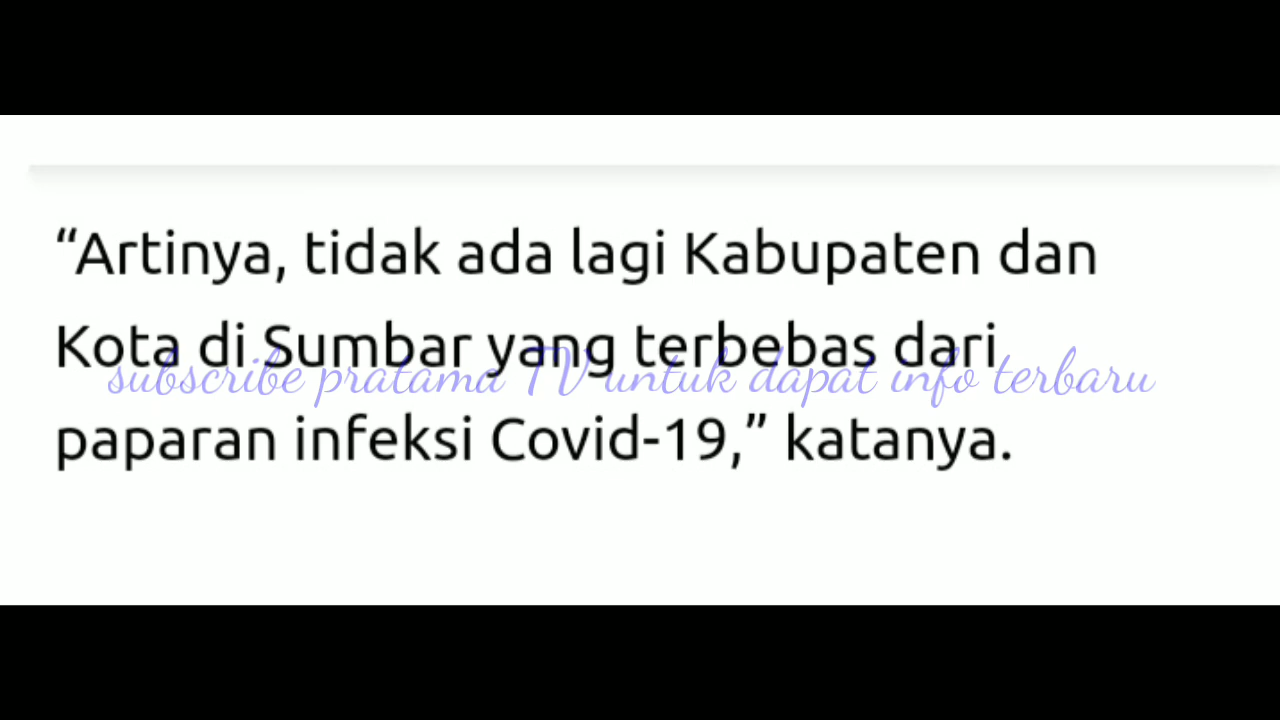 “Artinya, tidak ada lagi Kabupaten dan
Kota di Sumbar yang terbebas dari
subscribe pratama TV untuk dapat info terbaru
paparan infeksi Covid-19,” katanya.